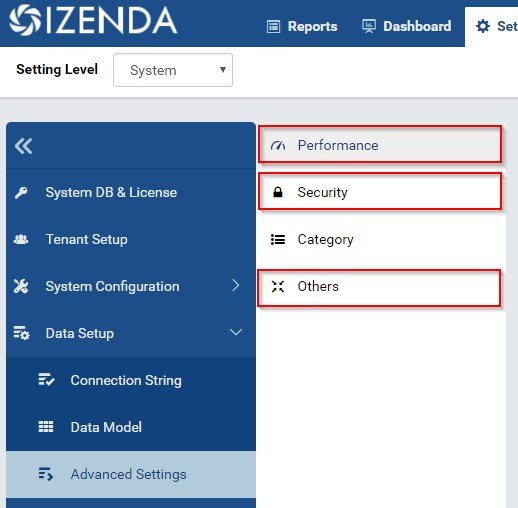 IZENDA
Reports
Dashboard
Set
Setting Level
System
Performance
System DB & License
Security
Tenant Setup
Category
System Configuration
Others
Data Setup
Connection String
Data Model
Advanced Settings